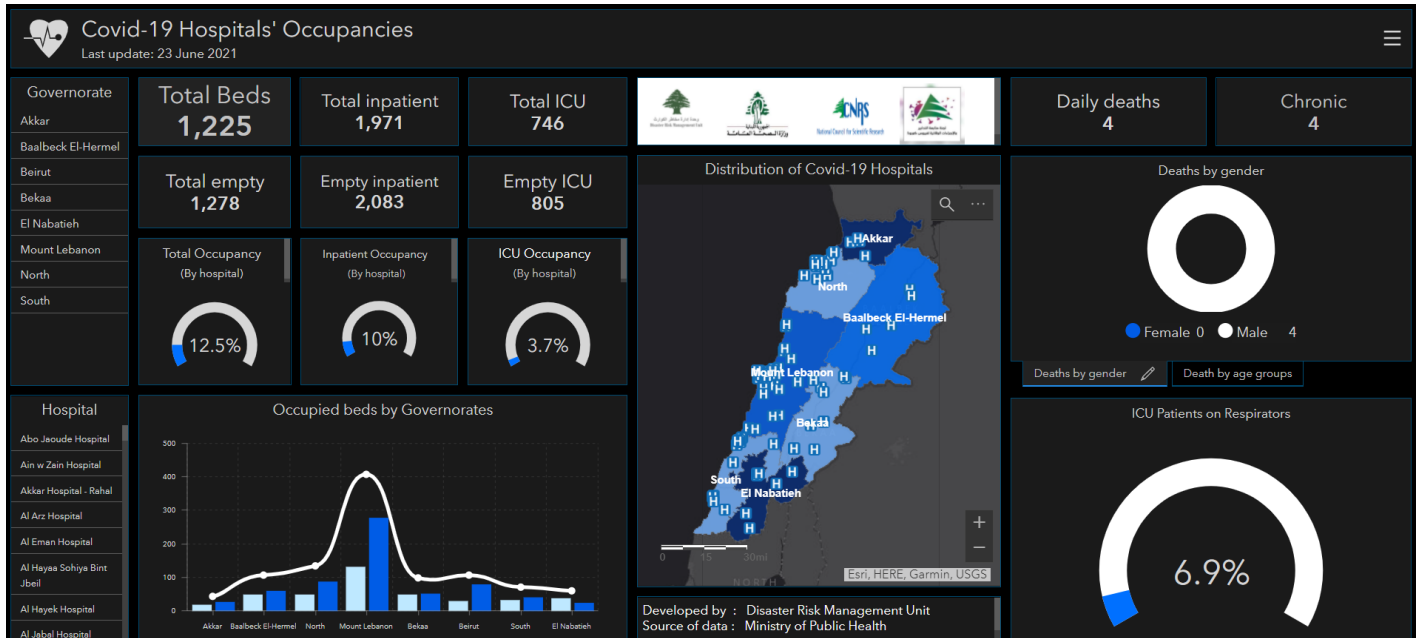 Covid-19 Hospitals' Occupancies
Last update: 23 June 2021
Governorate
Akkar
Baalbeck El-Hermel
Beirut
Bekaa
El Nabatieh
Mount Lebanon
North
South
Total Beds
1,225
Total inpatient
1,971
Total ICU
746
Total empty
1,278
Empty inpatient
2,083
Empty ICU
805
Total Occupancy
(By hospital)
12.5%
Inpatient Occupancy
(By hospital)
10%
ICU Occupancy
(By hospital)
3.7%
CNRS
National Council for Scientific Research
Disaster Risk Management Unit
Daily deaths
4
Chronic
4
Distribution of Covid-19 Hospitals
Akkar
North
Baalbeck El-Hermel
Mount Lebanon
Bekaa
South
El Nabatieh
0 15 30mi
NORTH
Esri, HERE, Garmin, USGS
Deaths by gender
Female 0 Male 4
Deaths by gender
Death by age groups
Hospital
Abo Jaoude Hospital
Ain w Zain Hospital
Akkar Hospital - Rahal
Al Arz Hospital
Al Eman Hospital
Al Hayaa Sohiya Bint
Jbeil
Al Hayek Hospital
Al Jabal Hospital
Occupied beds by Governorates
500
400
300
200
100
0
Akkar Baalbeck El-Hermel North Mount Lebanon Bekaa Beirut South El Nabatieh
ICU Patients on Respirators
6.9%
Developed by : Disaster Risk Management Unit
Source of data : Ministry of Public Health